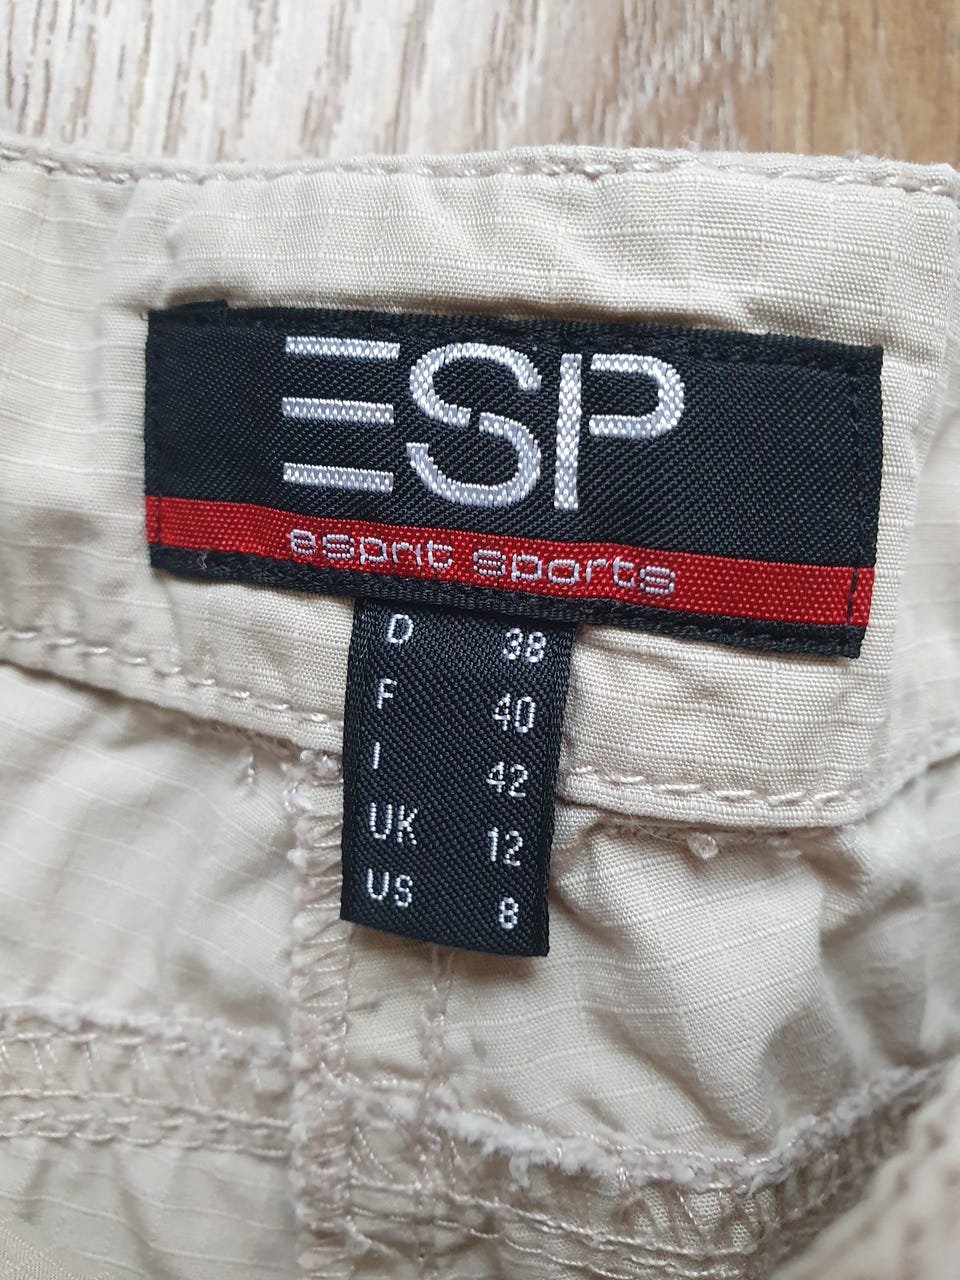 ESP
esprit sports
D 38
F 40
I 42
UK 12
US 8